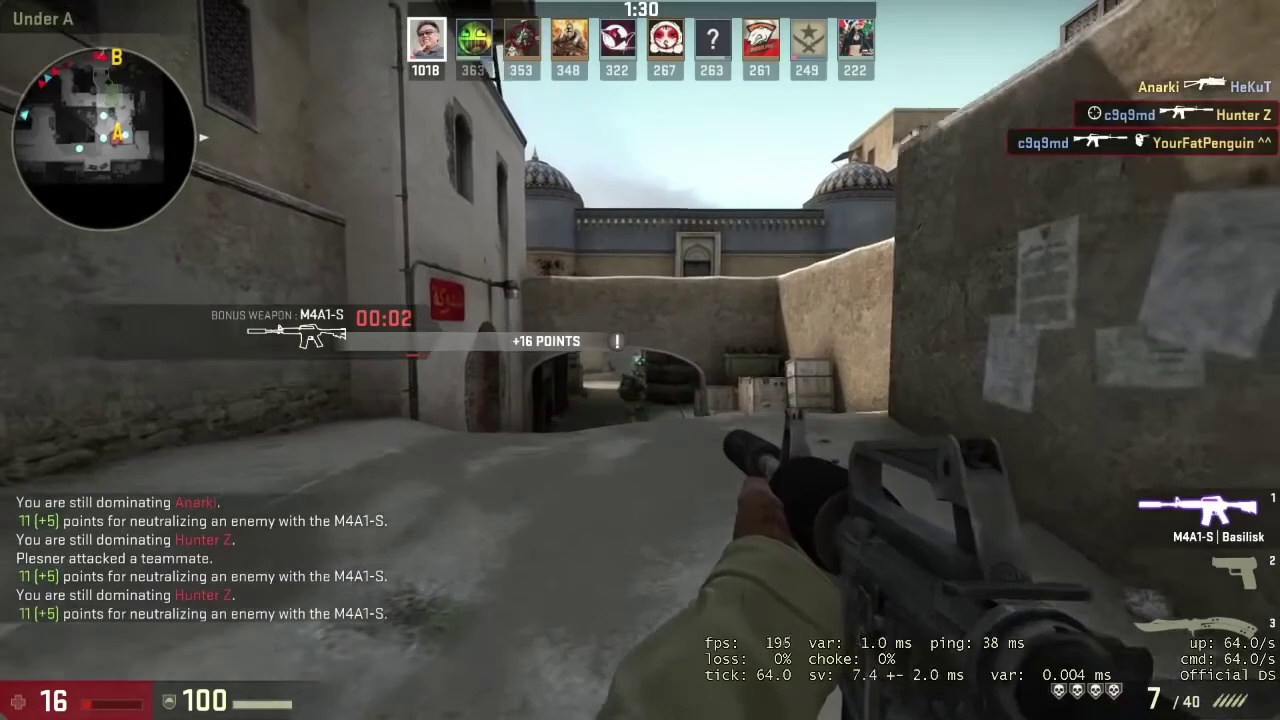 Under A
1:30
B
A
1018 363 353 348 322 267 263 261 249 222
?
Anarki HeKuT
c9q9md Hunter Z
c9q9md YourFatPenguin ^^
BONUS WEAPON : M4A1-S 00:02
+16 POINTS !
You are still dominating Anarki.
11 (+5) points for neutralizing an enemy with the M4A1-S.
You are still dominating Hunter Z.
Plesner attacked a teammate.
11 (+5) points for neutralizing an enemy with the M4A1-S.
You are still dominating Hunter Z.
11 (+5) points for neutralizing an enemy with the M4A1-S.
1
M4A1-S | Basilisk
2
3
fps: 195 var: 1.0 ms ping: 38 ms up: 64.0/s
loss: 0% choke: 0% cmd: 64.0/s
tick: 64.0 sv: 7.4 +- 2.0 ms var: 0.004 ms Official DS
16 100
7 / 40